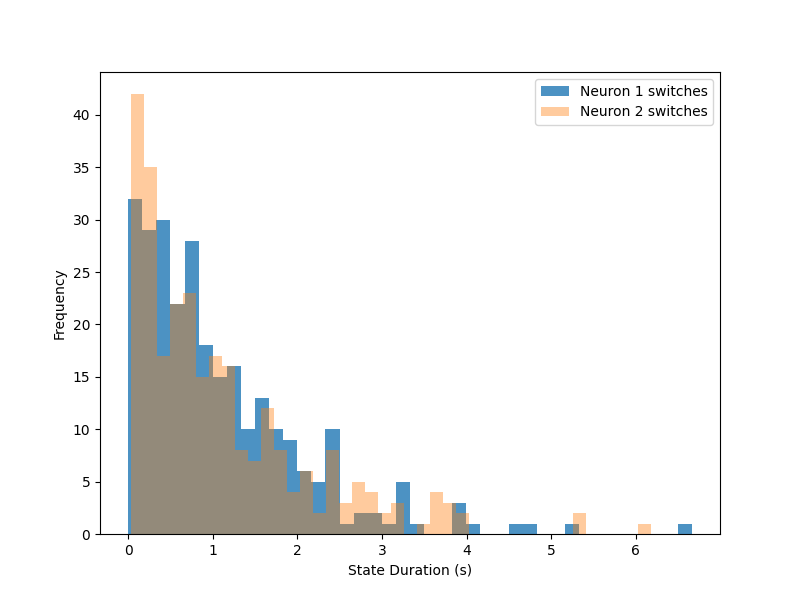 Neuron 1 switches
Neuron 2 switches
40
35
30
25
20
15
10
5
0
Frequency
0 1 2 3 4 5 6
State Duration (s)